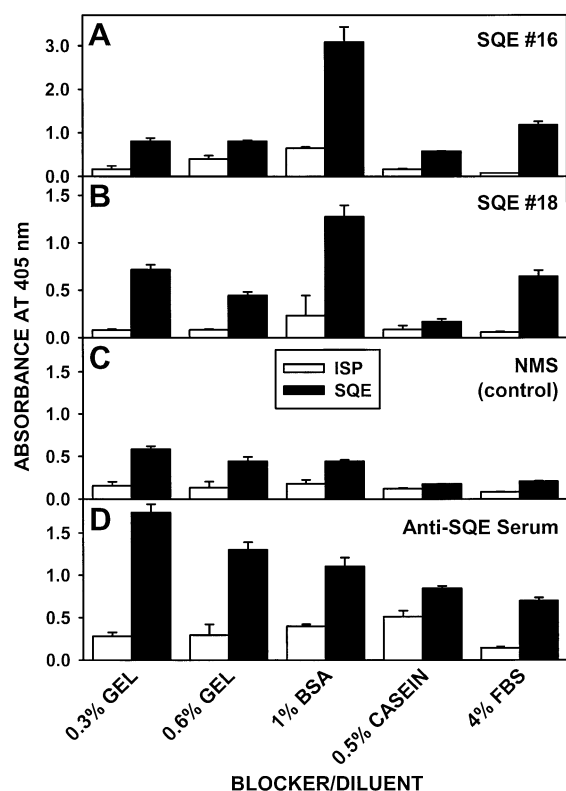 A
SQE #16
3.0
2.0
1.0
0.0
B
SQE #18
1.5
1.0
0.5
0.0
C
NMS
(control)
ISP
SQE
1.5
1.0
0.5
0.0
D
Anti-SQE Serum
1.5
1.0
0.5
0.0
ABSORBANCE AT 405 nm
0.3% GEL
0.6% GEL
1% BSA
0.5% CASEIN
4% FBS
BLOCKER/DILUENT